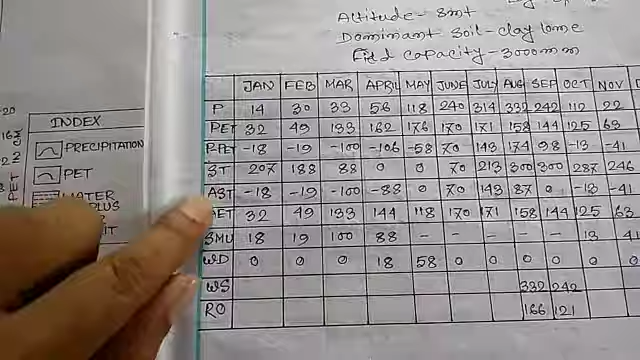 Altitude-3mt
Dominant Soil-clay lome
Field capacity-3000mm
JAN FEB MAR APRIL MAY JUNE JULY AUG SEP OCT NOV
P 14 30 33 56 118 240 314 332 242 112 22
PET 32 49 133 162 176 170 171 158 144 125 63
P-PET -18 -19 -100 -106 -58 70 143 174 98 -13 -41
ST 207 188 88 0 0 70 213 300 300 287 246
AST -18 -19 -100 -88 0 70 143 87 0 -13 -41
AET 32 49 133 144 118 170 171 158 144 125 63
SMU 18 19 100 88 - - - - - 13 41
WD 0 0 0 18 58 0 0 0 0 0 0
WS 332 242
RO 166 121
INDEX
PRECIPITATION
PET
WATER
PLUS